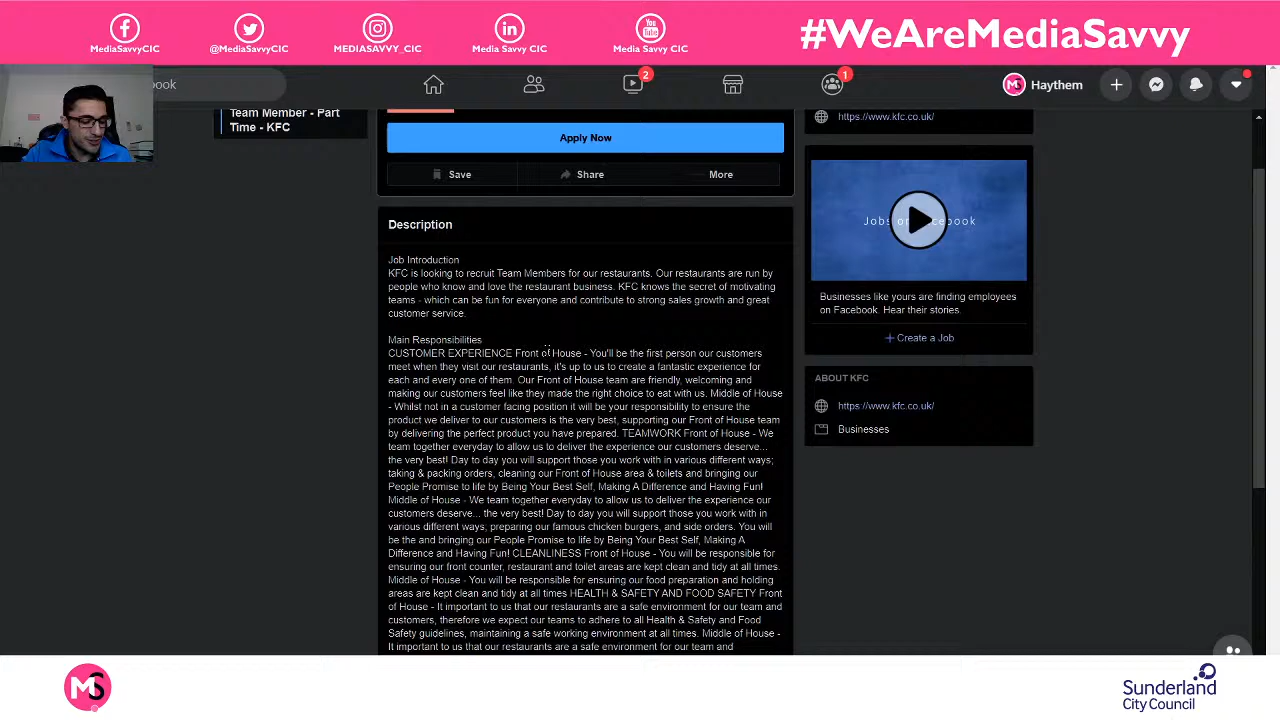 MediaSavvyCIC
@MediaSavvyCIC
MEDIASAVVY_CIC
Media Savvy CIC
You
Tube
Media Savvy CIC
#WeAreMediaSavvy
book
2
1
MS
Haythem
Team Member - Part
Time - KFC
Apply Now
Save
Share
More
Description
Job Introduction
KFC is looking to recruit Team Members for our restaurants. Our restaurants are run by
people who know and love the restaurant business. KFC knows the secret of motivating
teams - which can be fun for everyone and contribute to strong sales growth and great
customer service.
Main Responsibilities
CUSTOMER EXPERIENCE Front of House - You'll be the first person our customers
meet when they visit our restaurants, it's up to us to create a fantastic experience for
each and every one of them. Our Front of House team are friendly, welcoming and
making our customers feel like they made the right choice to eat with us. Middle of House
- Whilst not in a customer facing position it will be your responsibility to ensure the
product we deliver to our customers is the very best, supporting our Front of House team
by delivering the perfect product you have prepared. TEAMWORK Front of House - We
team together everyday to allow us to deliver the experience our customers deserve...
the very best! Day to day you will support those you work with in various different ways;
taking & packing orders, cleaning our Front of House area & toilets and bringing our
People Promise to life by Being Your Best Self, Making A Difference and Having Fun!
Middle of House - We team together everyday to allow us to deliver the experience our
customers deserve... the very best! Day to day you will support those you work with in
various different ways; preparing our famous chicken burgers, and side orders. You will
be the and bringing our People Promise to life by Being Your Best Self, Making A
Difference and Having Fun! CLEANLINESS Front of House - You will be responsible for
ensuring our front counter, restaurant and toilet areas are kept clean and tidy at all times.
Middle of House - You will be responsible for ensuring our food preparation and holding
areas are kept clean and tidy at all times HEALTH & SAFETY AND FOOD SAFETY Front
of House - It important to us that our restaurants are a safe environment for our team and
customers, therefore we expect our teams to adhere to all Health & Safety and Food
Safety guidelines, maintaining a safe working environment at all times. Middle of House -
It important to us that our restaurants are a safe environment for our team and
https://www.kfc.co.uk/
Jobs on Facebook
Businesses like yours are finding employees
on Facebook. Hear their stories.
+ Create a Job
ABOUT KFC
https://www.kfc.co.uk/
Businesses
MS
Sunderland
City Council